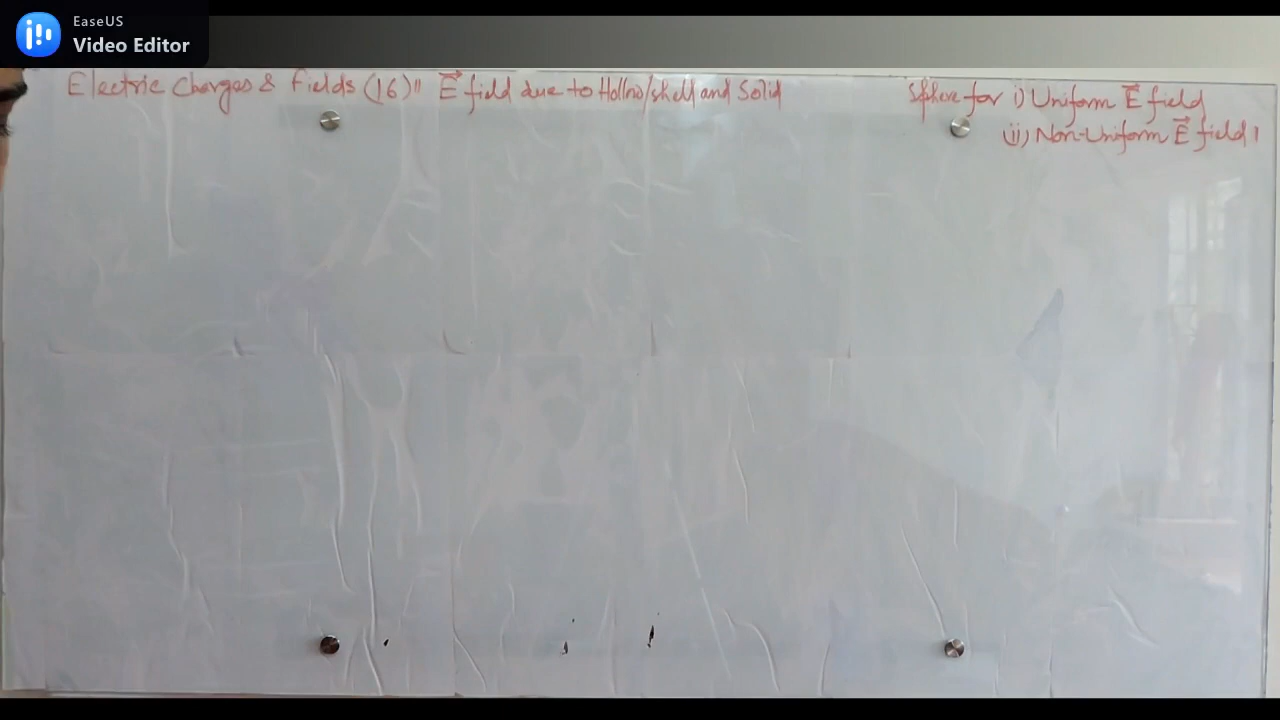 EaseUS
Video Editor
Electric Charges & Fields (16)" E⃗ field due to Hollow/shell and Solid Sphere for i) Uniform E⃗ field
(ii) Non-Uniform E⃗ field